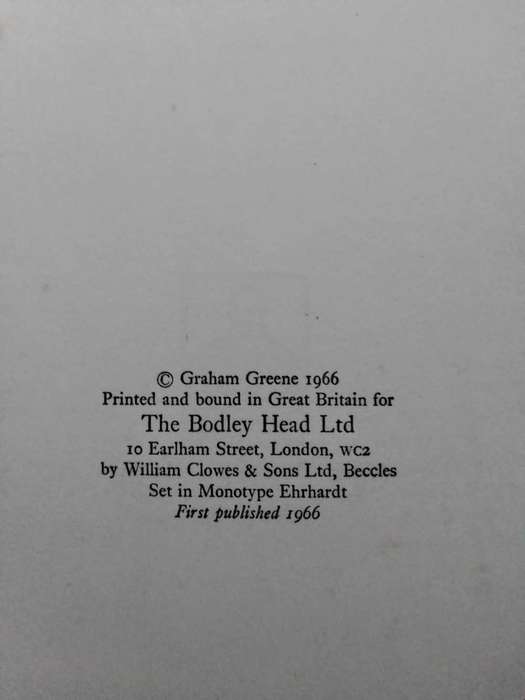 © Graham Greene 1966
Printed and bound in Great Britain for
The Bodley Head Ltd
10 Earlham Street, London, WC2
by William Clowes & Sons Ltd, Beccles
Set in Monotype Ehrhardt
First published 1966